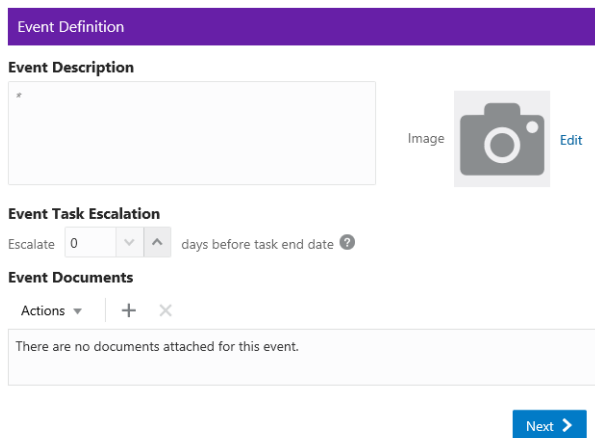 Event Definition
Event Description
*
Image
Edit
Event Task Escalation
Escalate 0 days before task end date ?
Event Documents
Actions
There are no documents attached for this event.
Next